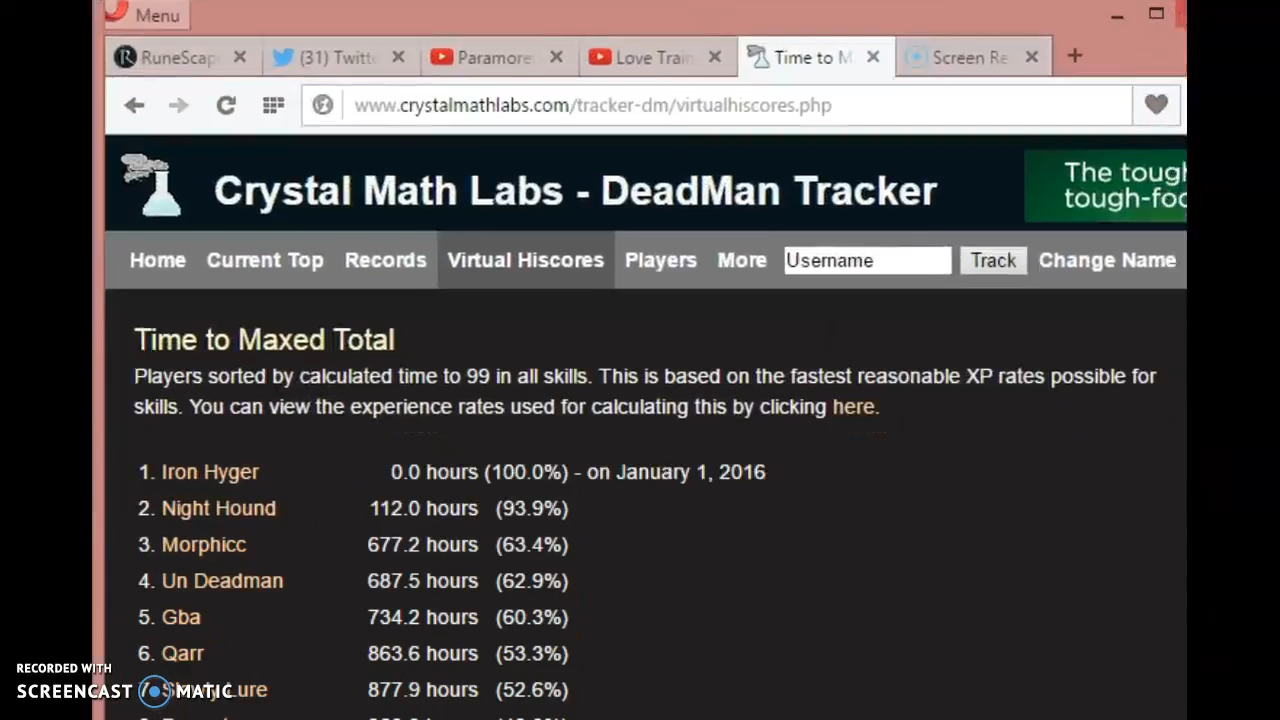 Menu
RuneScap
(31) Twitt
Paramore
Love Train
Time to M
Screen Re
www.crystalmathlabs.com/tracker-dm/virtualhiscores.php
Crystal Math Labs - DeadMan Tracker
The tough
tough-foo
Home Current Top Records Virtual Hiscores Players More Username Track Change Name
Time to Maxed Total
Players sorted by calculated time to 99 in all skills. This is based on the fastest reasonable XP rates possible for
skills. You can view the experience rates used for calculating this by clicking here.
1. Iron Hyger 0.0 hours (100.0%) - on January 1, 2016
2. Night Hound 112.0 hours (93.9%)
3. Morphicc 677.2 hours (63.4%)
4. Un Deadman 687.5 hours (62.9%)
5. Gba 734.2 hours (60.3%)
6. Qarr 863.6 hours (53.3%)
7. Lure 877.9 hours (52.6%)
RECORDED WITH
SCREENCAST MATIC